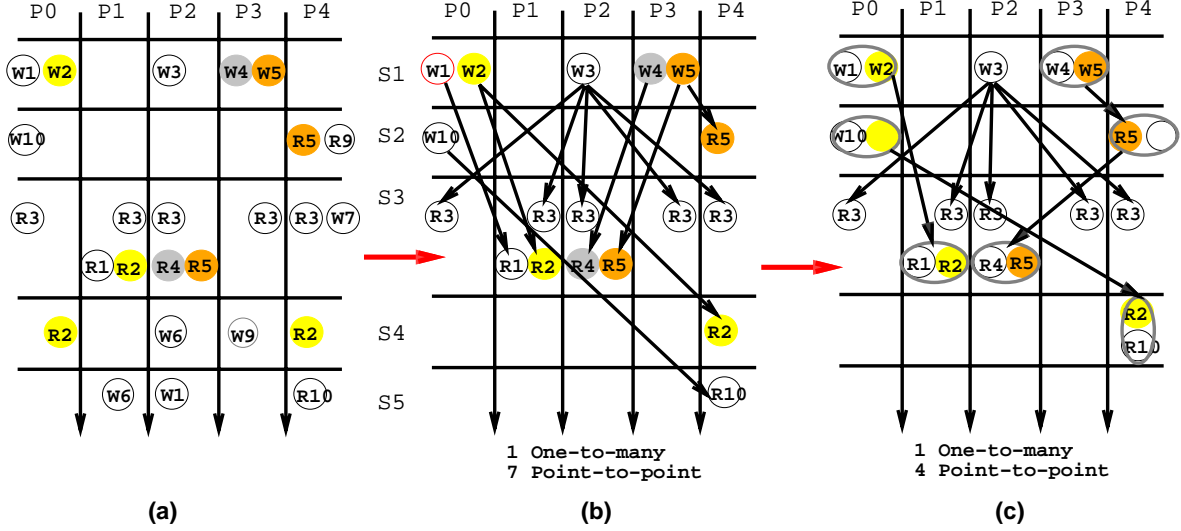 P0 P1 P2 P3 P4
W1 W2 W3 W4 W5
W10 R5 R9
R3 R3 R3 R3 R3 W7
R1 R2 R4 R5
R2 W6 W9 R2
W6 W1 R10
(a)
P0 P1 P2 P3 P4
S1 W1 W2 W3 W4 W5
S2 W10 R5
S3 R3 R3 R3 R3 R3
R1 R2 R4 R5
S4 R2
S5 R10
1 One-to-many
7 Point-to-point
(b)
P0 P1 P2 P3 P4
W1 W2 W3 W4 W5
W10 R5
R3 R3 R3 R3 R3
R1 R2 R4 R5
R2
R10
1 One-to-many
4 Point-to-point
(c)